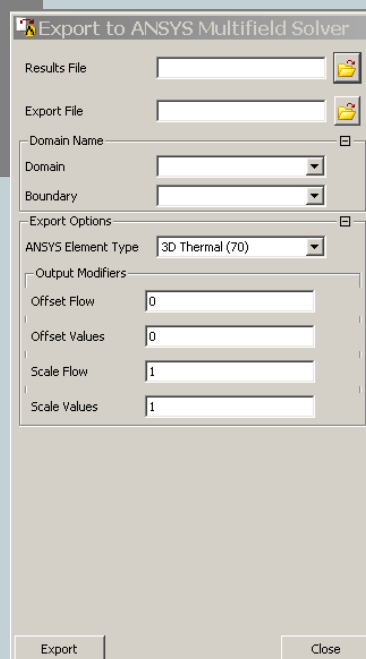 Export to ANSYS Multifield Solver
Results File
Export File
Domain Name
Domain
Boundary
Export Options
ANSYS Element Type 3D Thermal (70)
Output Modifiers
Offset Flow 0
Offset Values 0
Scale Flow 1
Scale Values 1
Export Close